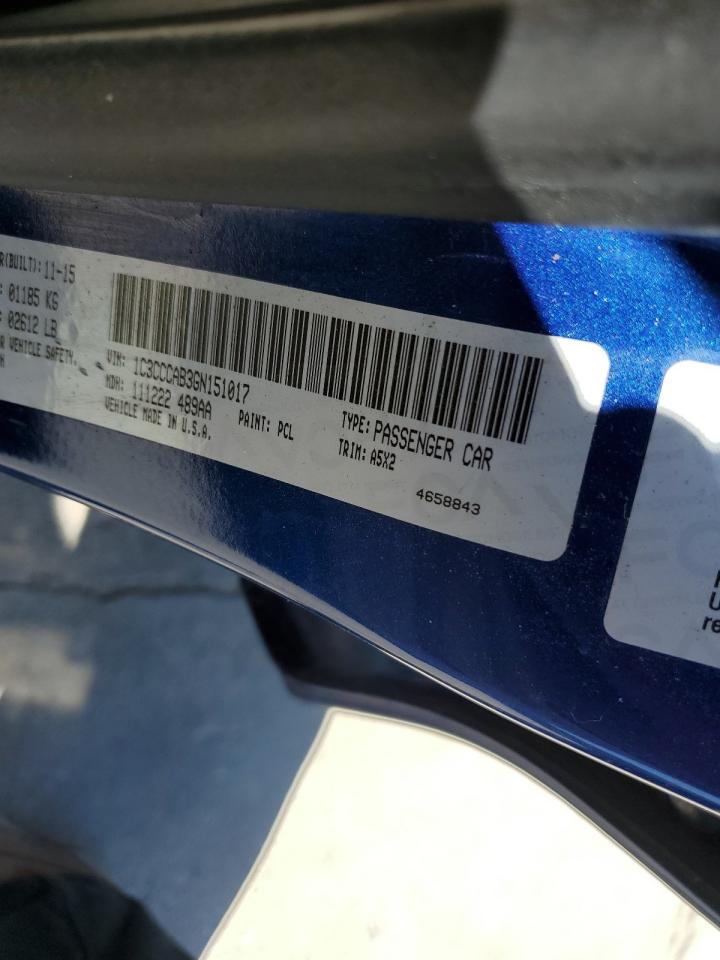 R(BUILT): 11-15
: 01185 KG
: 02612 LB
R VEHICLE SAFETY,
H
VIN: 1C3CCCAB3GN151017
MDH: 111222 489AA
VEHICLE MADE IN U.S.A. PAINT: PCL
TYPE: PASSENGER CAR
TRIM: A5X2
4658843
U
re